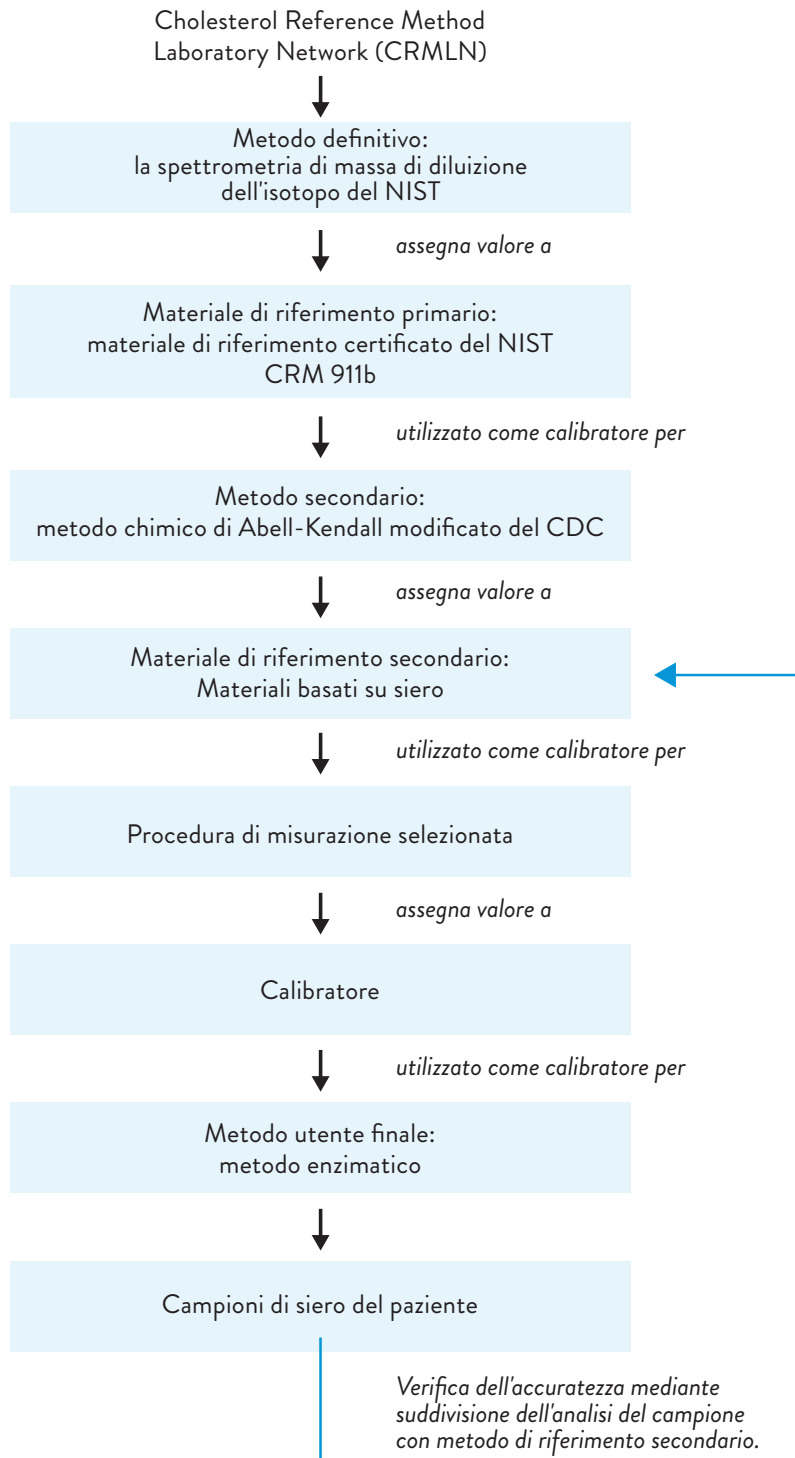 Cholesterol Reference Method
Laboratory Network (CRMLN)
Metodo definitivo:
la spettrometria di massa di diluizione
dell'isotopo del NIST
assegna valore a
Materiale di riferimento primario:
materiale di riferimento certificato del NIST
CRM 911b
utilizzato come calibratore per
Metodo secondario:
metodo chimico di Abell-Kendall modificato del CDC
assegna valore a
Materiale di riferimento secondario:
Materiali basati su siero
utilizzato come calibratore per
Procedura di misurazione selezionata
assegna valore a
Calibratore
utilizzato come calibratore per
Metodo utente finale:
metodo enzimatico
Campioni di siero del paziente
Verifica dell'accuratezza mediante
suddivisione dell'analisi del campione
con metodo di riferimento secondario.